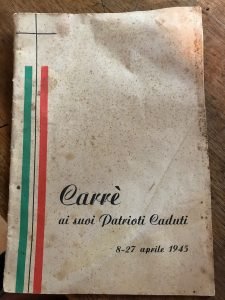 Carrè
ai suoi Patrioti Caduti
8-27 aprile 1945